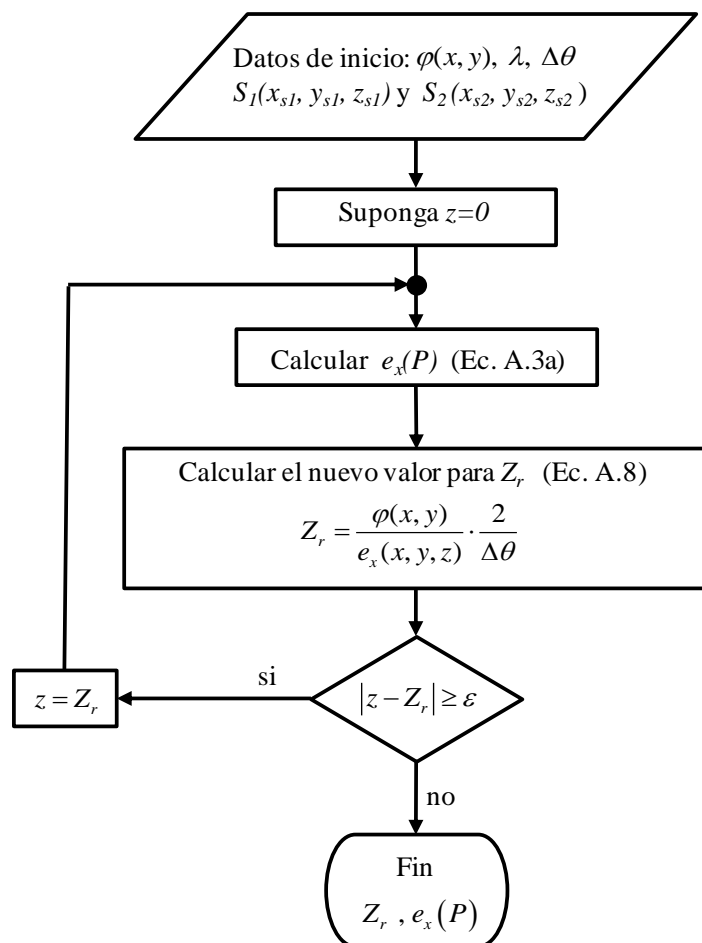 Datos de inicio: φ(x, y), λ, Δθ
S₁(xₛ₁, yₛ₁, zₛ₁) y S₂(xₛ₂, yₛ₂, zₛ₂)
Suponga z=0
Calcular eₓ(P) (Ec. A.3a)
Calcular el nuevo valor para Zᵣ (Ec. A.8)
Zᵣ = φ(x, y) / eₓ(x, y, z) · 2 / Δθ
si
z = Zᵣ
|z − Zᵣ| ≥ ε
no
Fin
Zᵣ , eₓ(P)